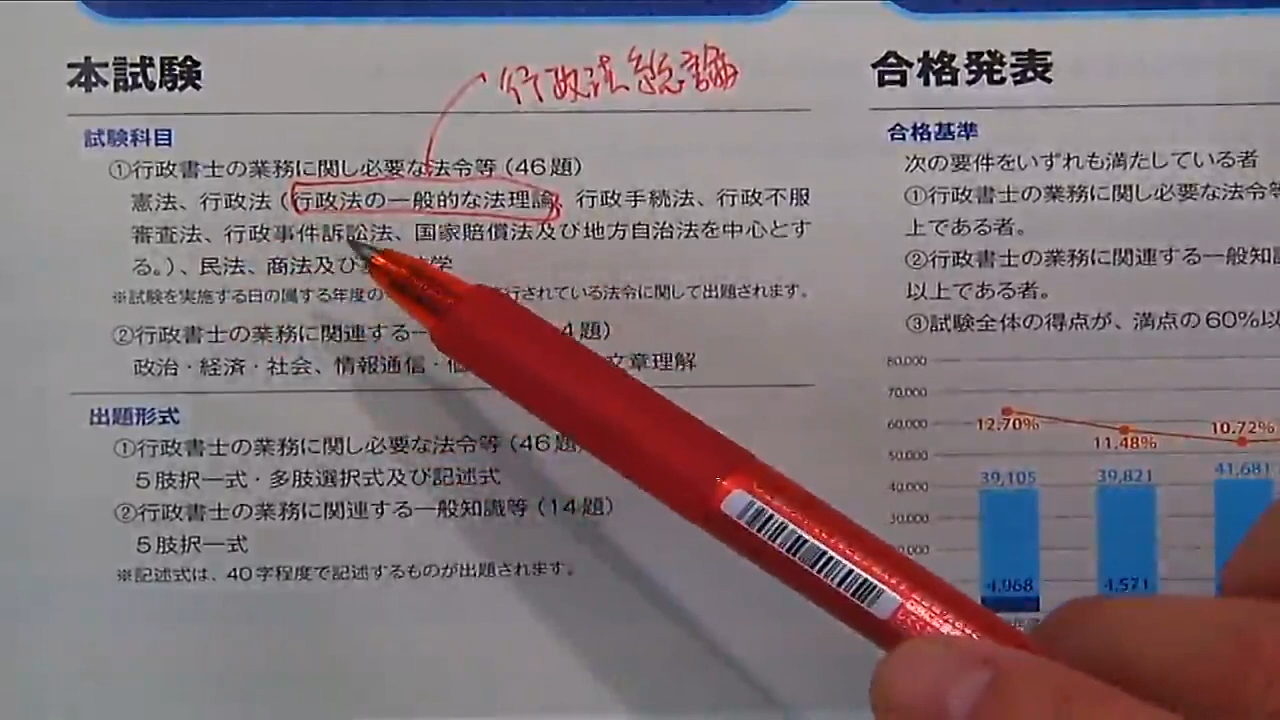 本試験
行政法総論
試験科目
①行政書士の業務に関し必要な法令等(46題)
憲法、行政法(行政法の一般的な法理論、行政手続法、行政不服
審査法、行政事件訴訟法、国家賠償法及び地方自治法を中心とす
る。)、民法、商法及び 学
※試験を実施する日の属する年度の 行されている法令に関して出題されます。
②行政書士の業務に関連する一 4題)
政治・経済・社会、情報通信・個 文章理解
出題形式
①行政書士の業務に関し必要な法令等(46題
5肢択一式・多肢選択式及び記述式
②行政書士の業務に関連する一般知識等(14題)
5肢択一式
※記述式は、40字程度で記述するものが出題されます。
合格発表
合格基準
次の要件をいずれも満たしている者
①行政書士の業務に関し必要な法令等
上である者。
②行政書士の業務に関連する一般知
以上である者。
③試験全体の得点が、満点の60%以
80,000
70,000
60,000
50,000
40,000
30,000
12.70%
11.48%
10.72%
39,105
39,821
41,681
4,968
4,571